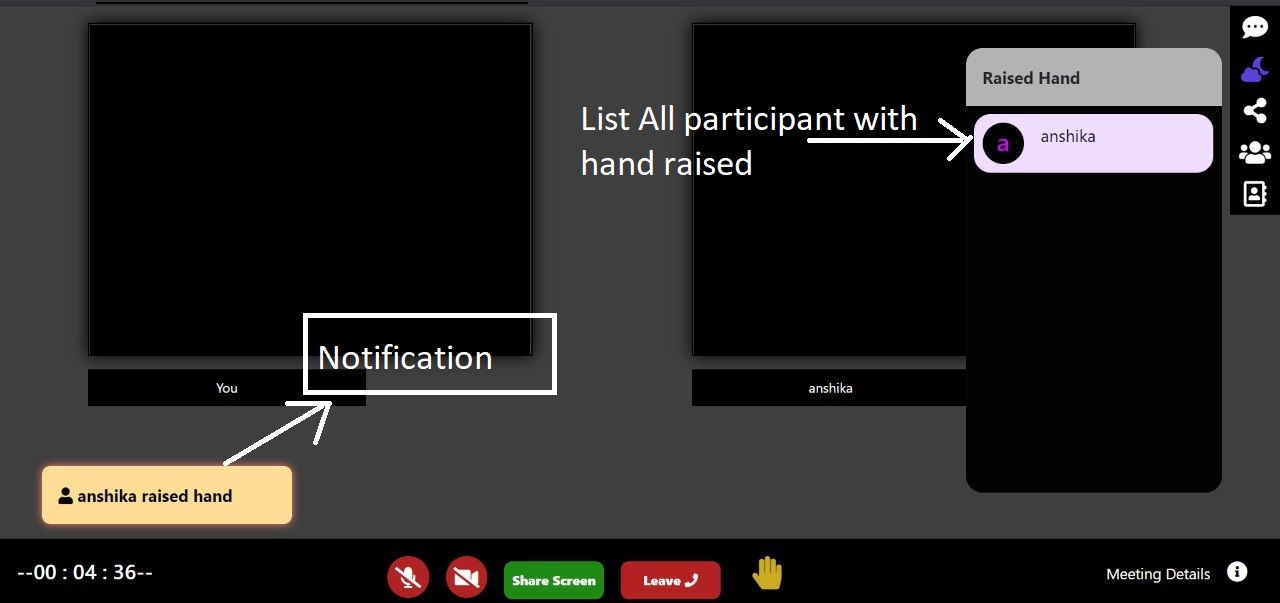 Raised Hand
List All participant with
hand raised
a
anshika
Notification
You
anshika
anshika raised hand
--00 : 04 : 36--
Share Screen
Leave
Meeting Details